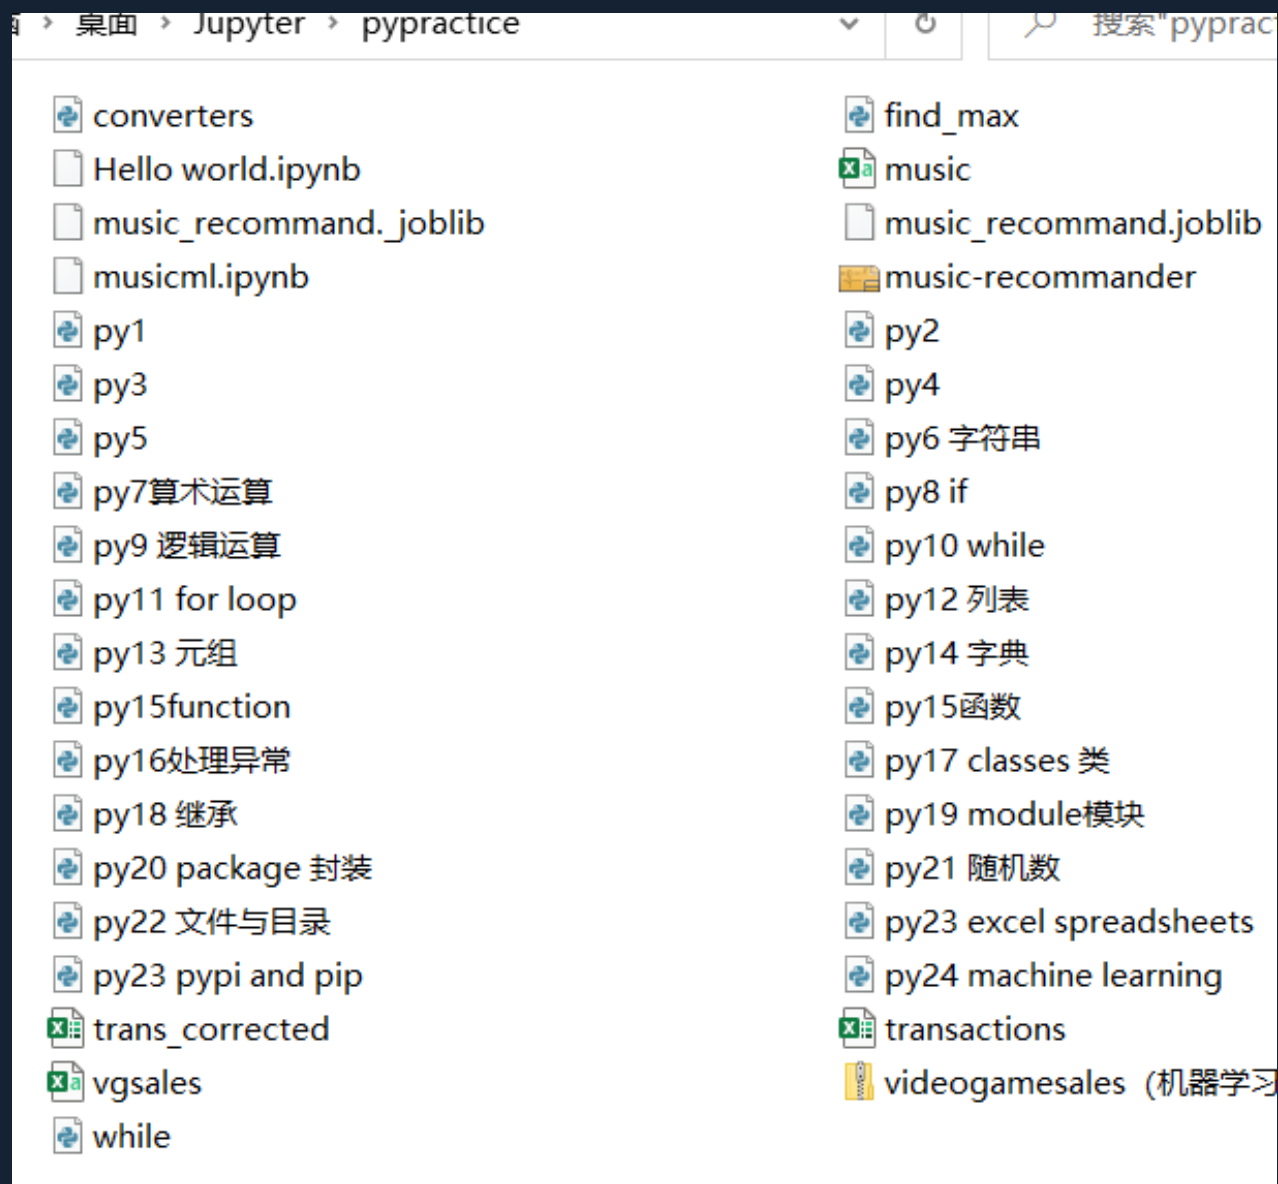 桌面 > Jupyter > pypractice 搜索"pyprac
converters find_max
Hello world.ipynb music
music_recommand._joblib music_recommand.joblib
musicml.ipynb music-recommander
py1 py2
py3 py4
py5 py6 字符串
py7算术运算 py8 if
py9 逻辑运算 py10 while
py11 for loop py12 列表
py13 元组 py14 字典
py15function py15函数
py16处理异常 py17 classes 类
py18 继承 py19 module模块
py20 package 封装 py21 随机数
py22 文件与目录 py23 excel spreadsheets
py23 pypi and pip py24 machine learning
trans_corrected transactions
vgsales videogamesales（机器学习
while